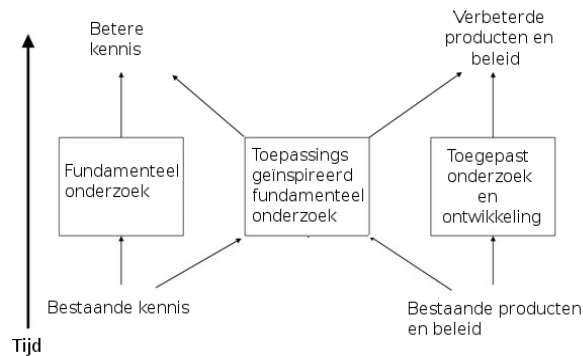 Betere
kennis
Verbeterde
producten en
beleid
Fundamenteel
onderzoek
Toepassings
geïnspireerd
fundamenteel
onderzoek
Toegepast
onderzoek
en
ontwikkeling
Bestaande kennis
Bestaande producten
en beleid
Tijd